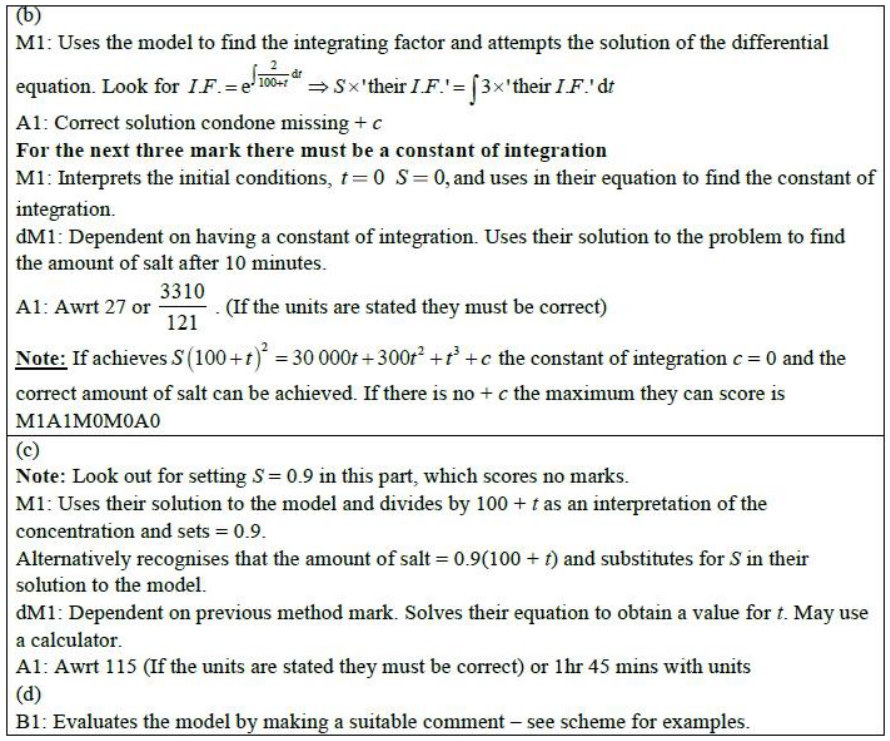 (b)
M1: Uses the model to find the integrating factor and attempts the solution of the differential
equation. Look for I.F. = e^{∫ 2/(100+t) dt} ⇒ S×'their I.F.' = ∫3×'their I.F.' dt
A1: Correct solution condone missing + c
For the next three mark there must be a constant of integration
M1: Interprets the initial conditions, t = 0 S = 0, and uses in their equation to find the constant of
integration.
dM1: Dependent on having a constant of integration. Uses their solution to the problem to find
the amount of salt after 10 minutes.
A1: Awrt 27 or 3310/121 . (If the units are stated they must be correct)
Note: If achieves S(100+t)² = 30 000t + 300t² + t³ + c the constant of integration c = 0 and the
correct amount of salt can be achieved. If there is no + c the maximum they can score is
M1A1M0M0A0
(c)
Note: Look out for setting S = 0.9 in this part, which scores no marks.
M1: Uses their solution to the model and divides by 100 + t as an interpretation of the
concentration and sets = 0.9.
Alternatively recognises that the amount of salt = 0.9(100 + t) and substitutes for S in their
solution to the model.
dM1: Dependent on previous method mark. Solves their equation to obtain a value for t. May use
a calculator.
A1: Awrt 115 (If the units are stated they must be correct) or 1hr 45 mins with units
(d)
B1: Evaluates the model by making a suitable comment – see scheme for examples.